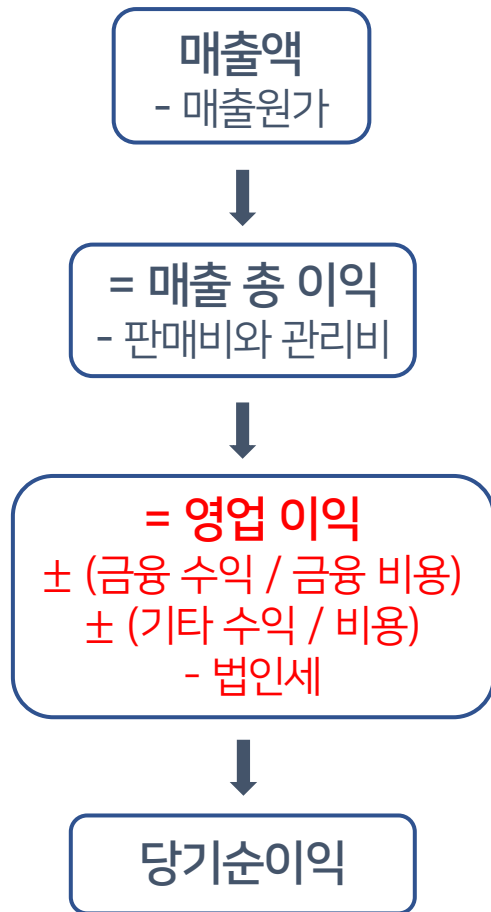 매출액
- 매출원가
= 매출 총 이익
- 판매비와 관리비
= 영업 이익
± (금융 수익 / 금융 비용)
± (기타 수익 / 비용)
- 법인세
당기순이익